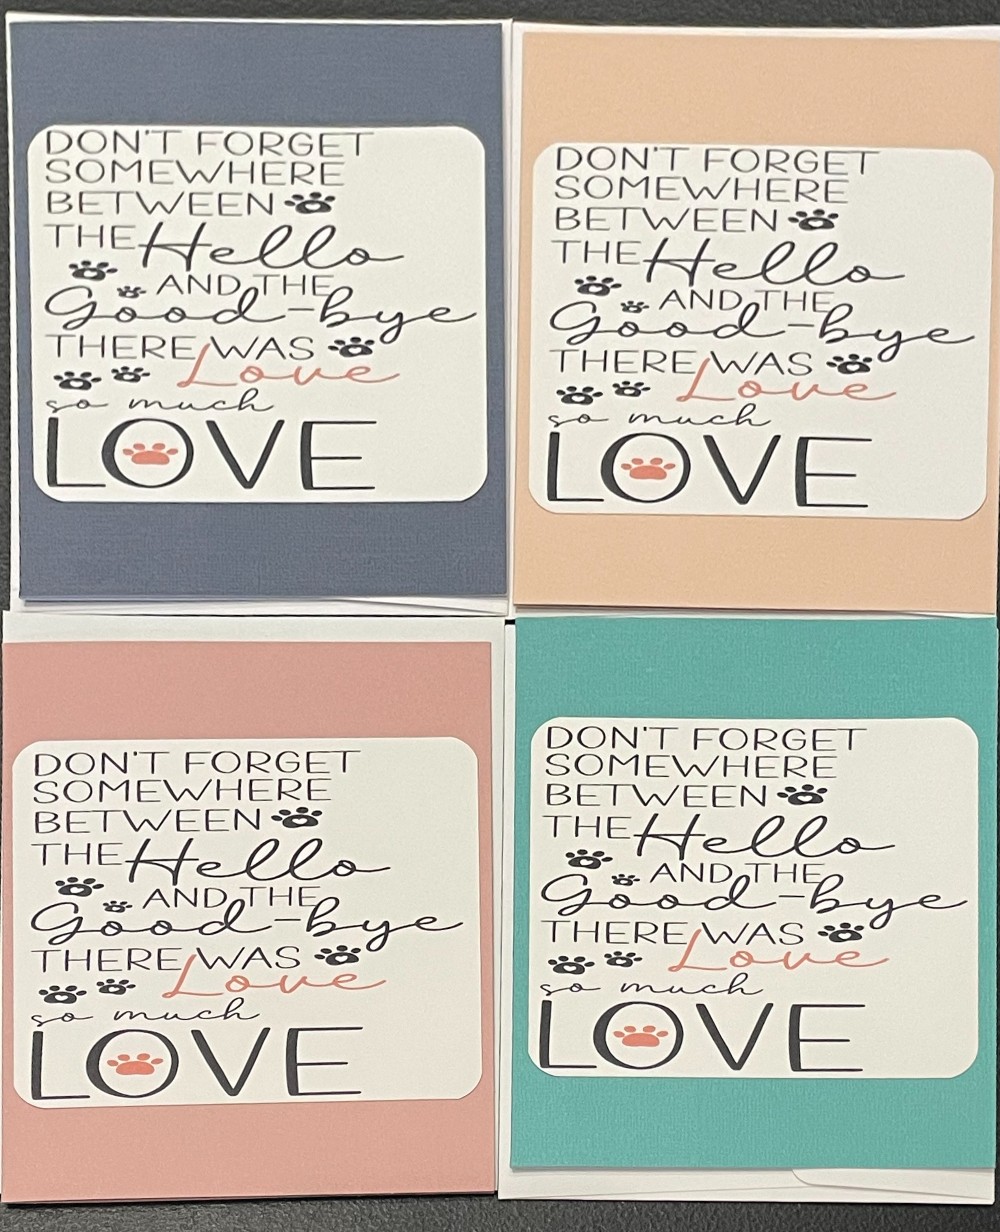 DON'T FORGET
SOMEWHERE
BETWEEN
THE Hello
AND THE
Good-bye
THERE WAS
Love
so much
LOVE
DON'T FORGET
SOMEWHERE
BETWEEN
THE Hello
AND THE
Good-bye
THERE WAS
Love
so much
LOVE
DON'T FORGET
SOMEWHERE
BETWEEN
THE Hello
AND THE
Good-bye
THERE WAS
Love
so much
LOVE
DON'T FORGET
SOMEWHERE
BETWEEN
THE Hello
AND THE
Good-bye
THERE WAS
Love
so much
LOVE